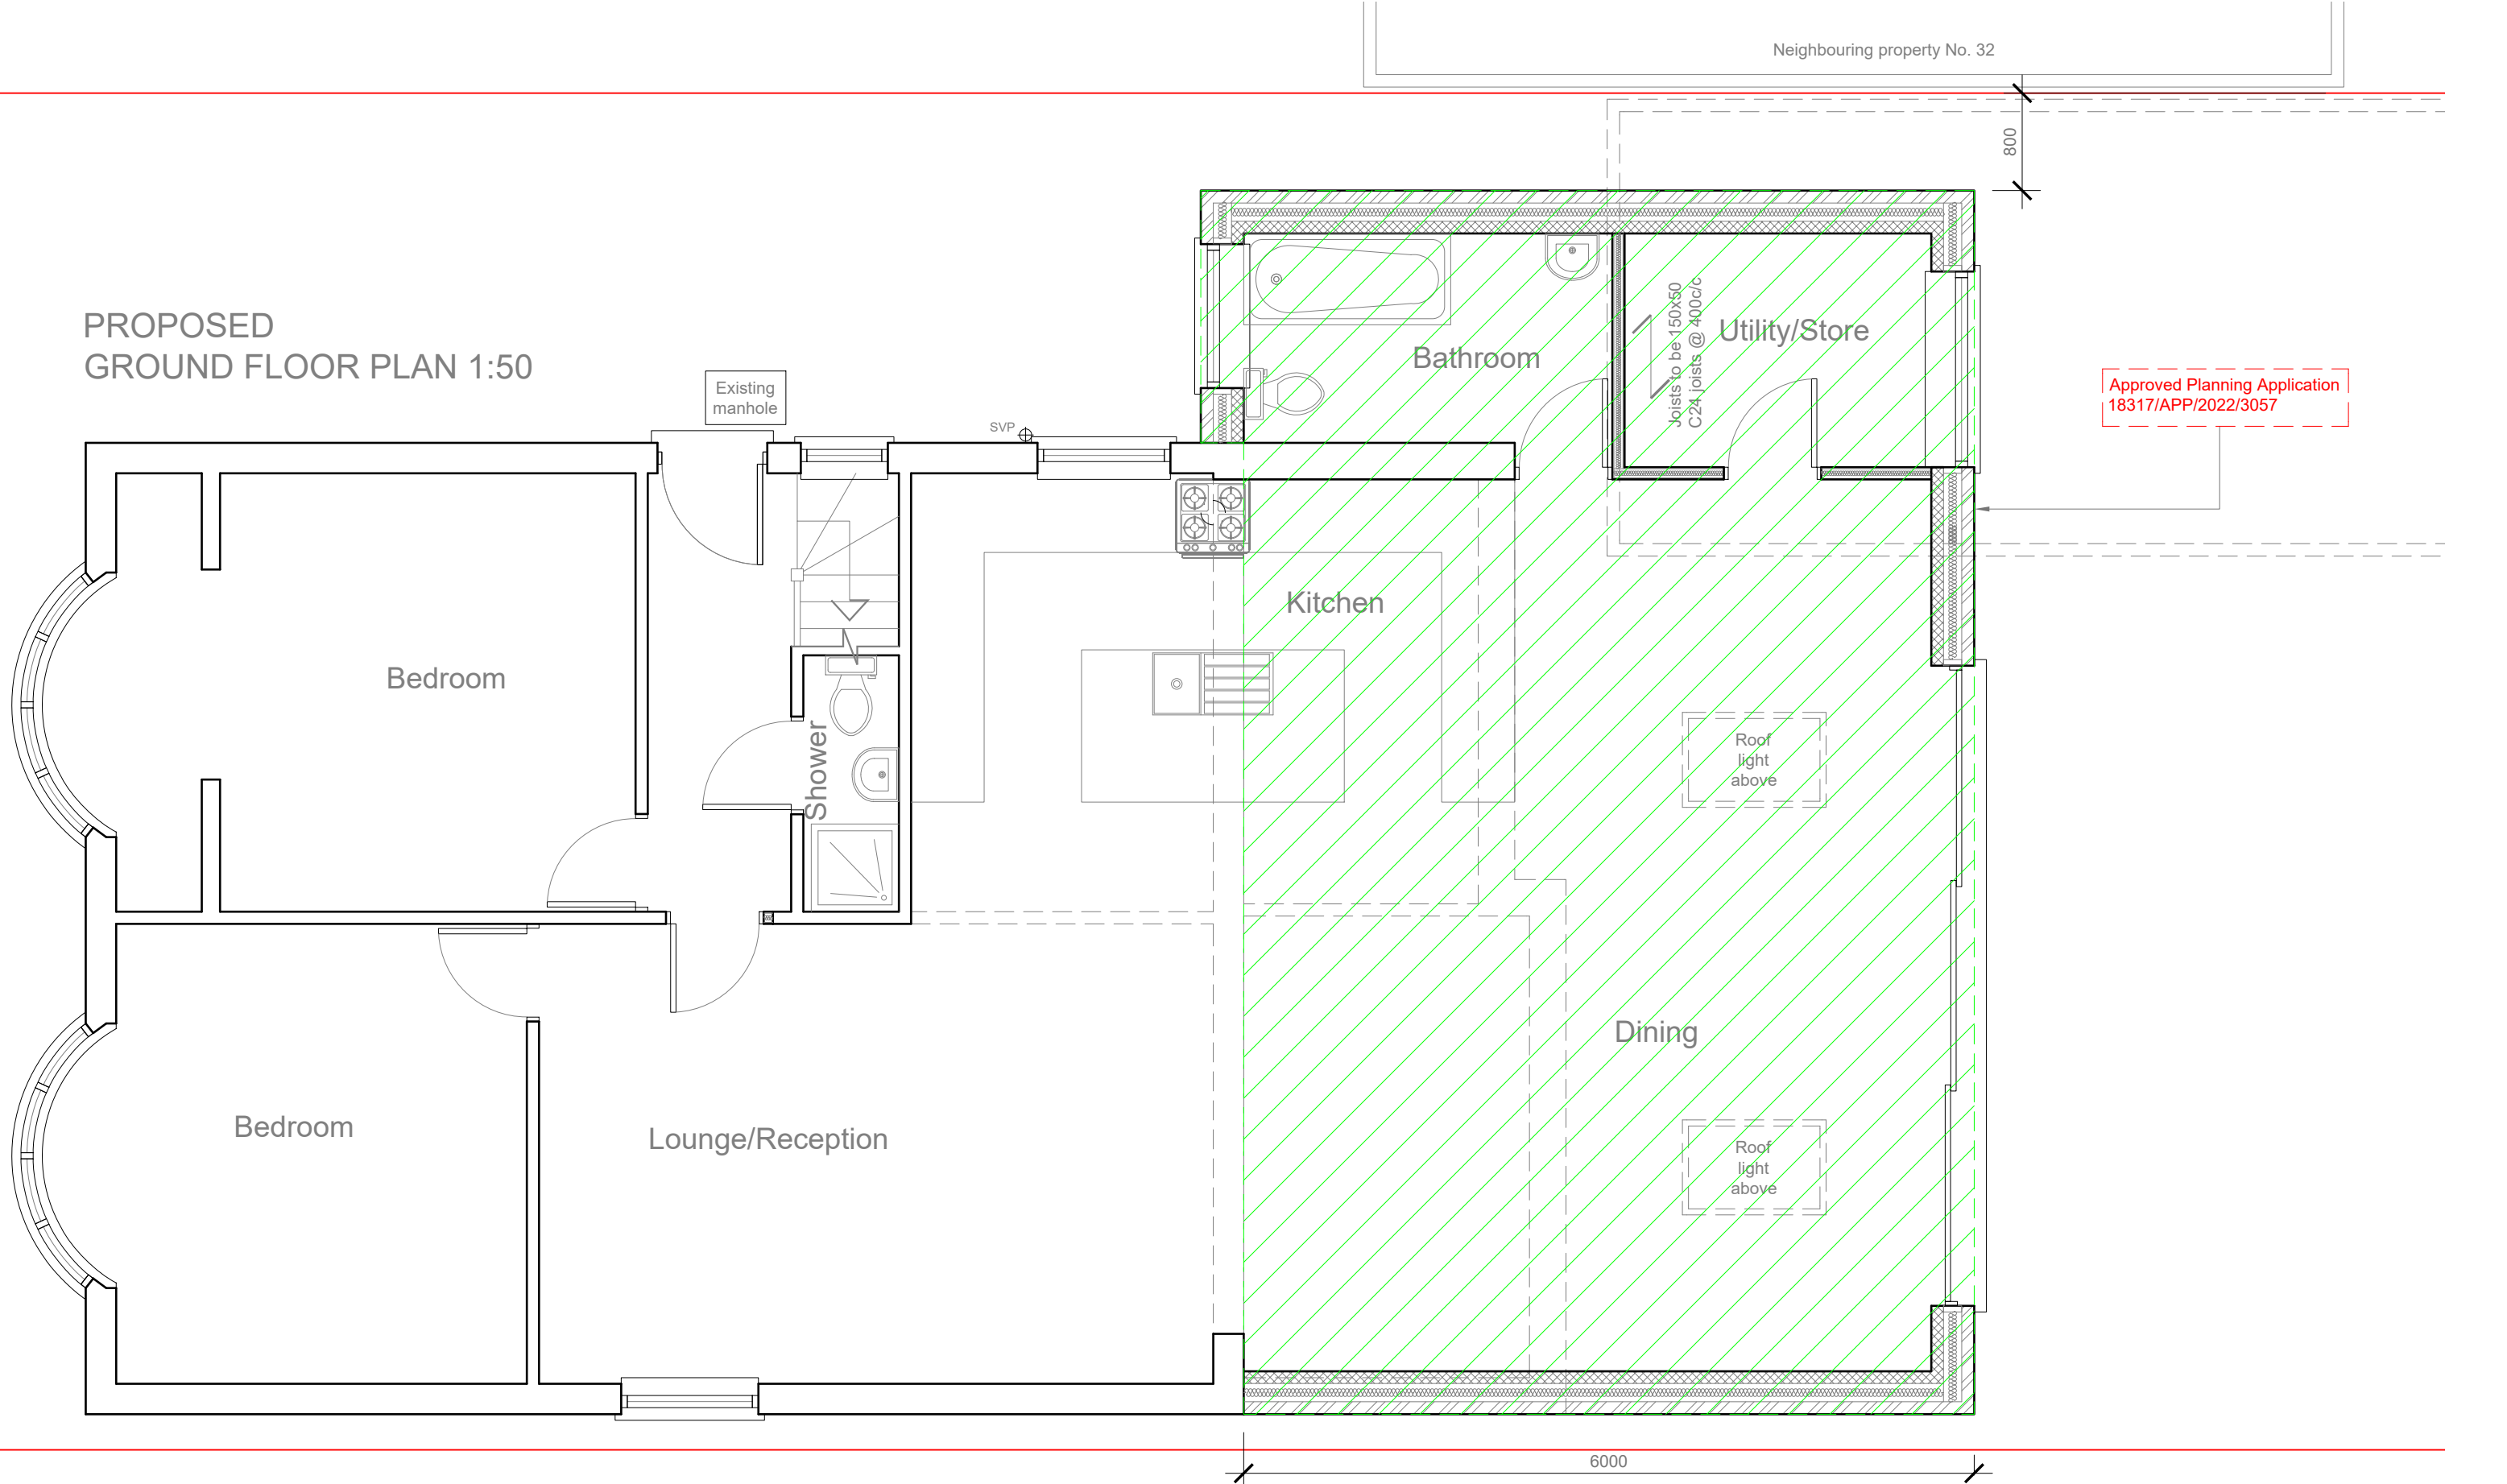 Neighbouring property No. 32
800
PROPOSED
GROUND FLOOR PLAN 1:50
Existing
manhole
SVP
Bathroom
Joists to be 150x50
C24 joists @ 400c/c
Utility/Store
Approved Planning Application
18317/APP/2022/3057
Kitchen
Bedroom
Shower
Roof
light
above
Dining
Bedroom
Lounge/Reception
Roof
light
above
6000